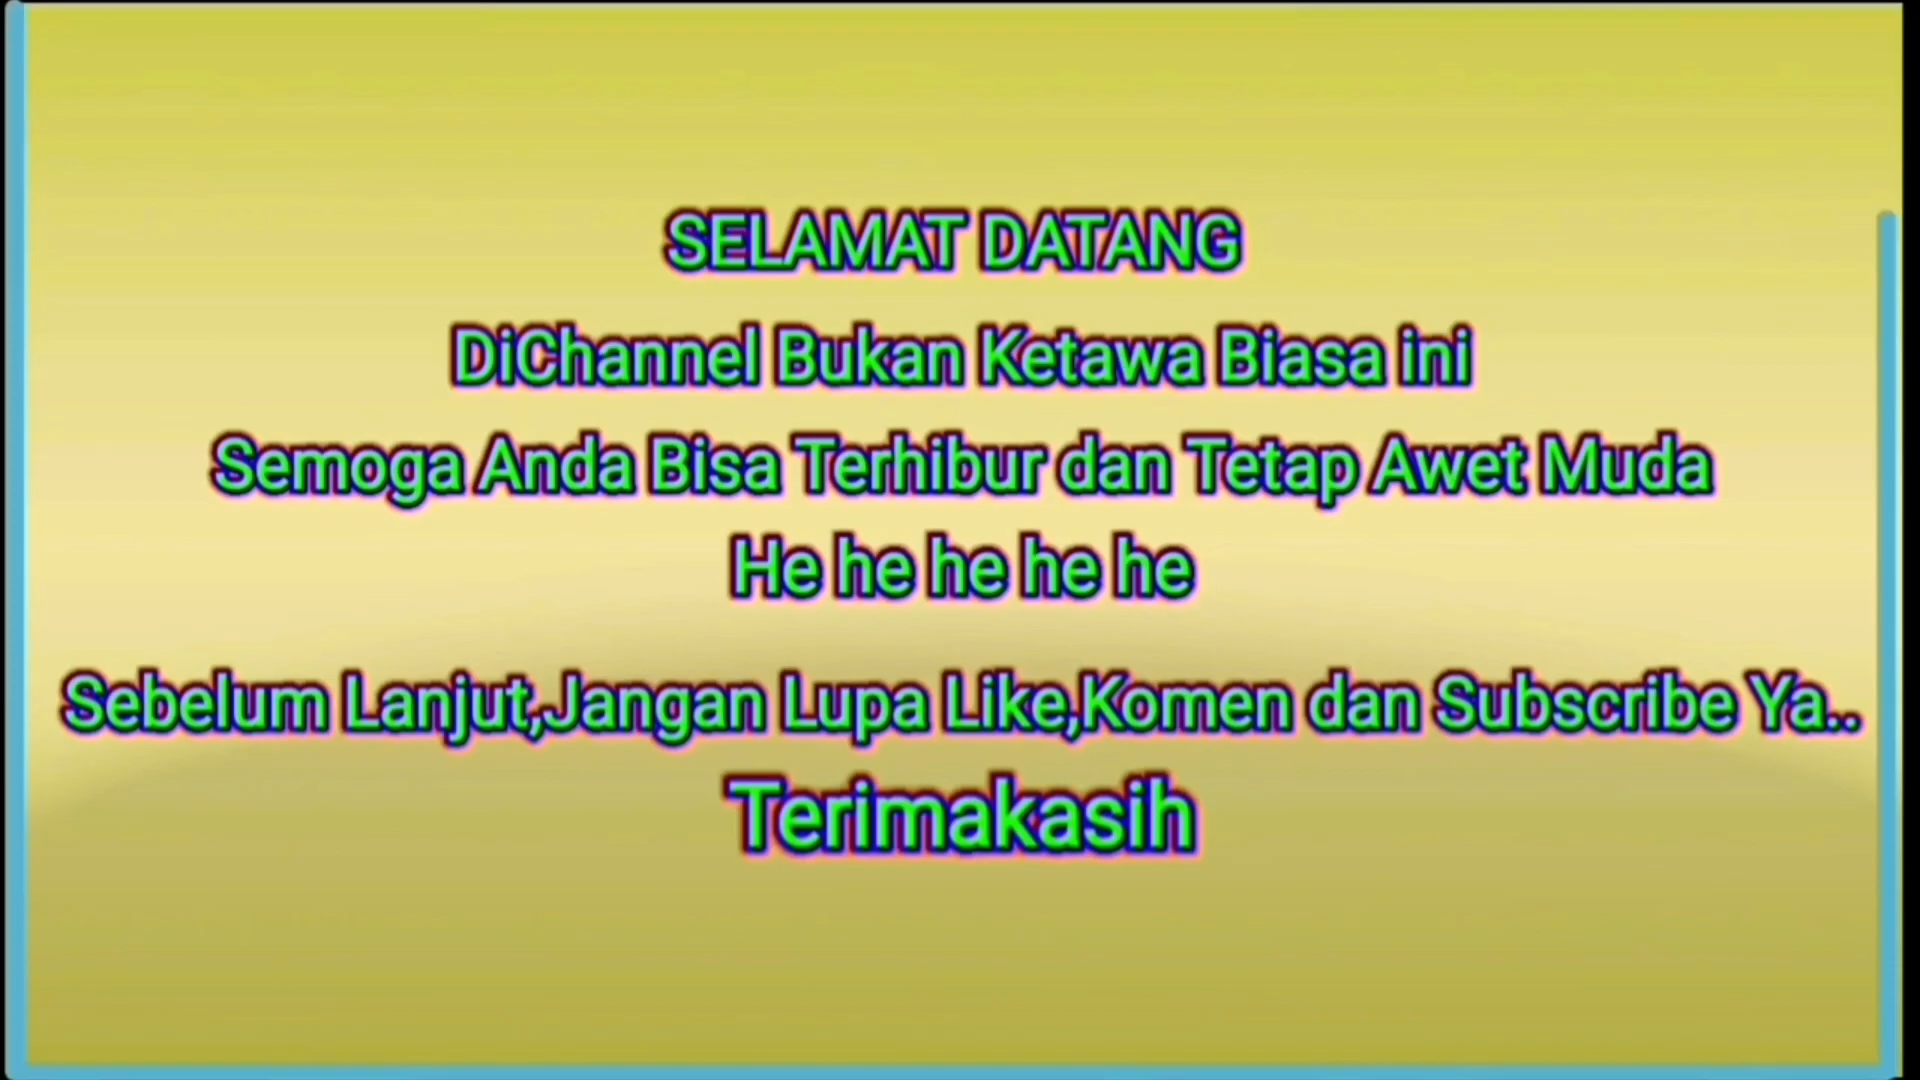 SELAMAT DATANG
DiChannel Bukan Ketawa Biasa ini
Semoga Anda Bisa Terhibur dan Tetap Awet Muda
He he he he he
Sebelum Lanjut,Jangan Lupa Like,Komen dan Subscribe Ya..
Terimakasih